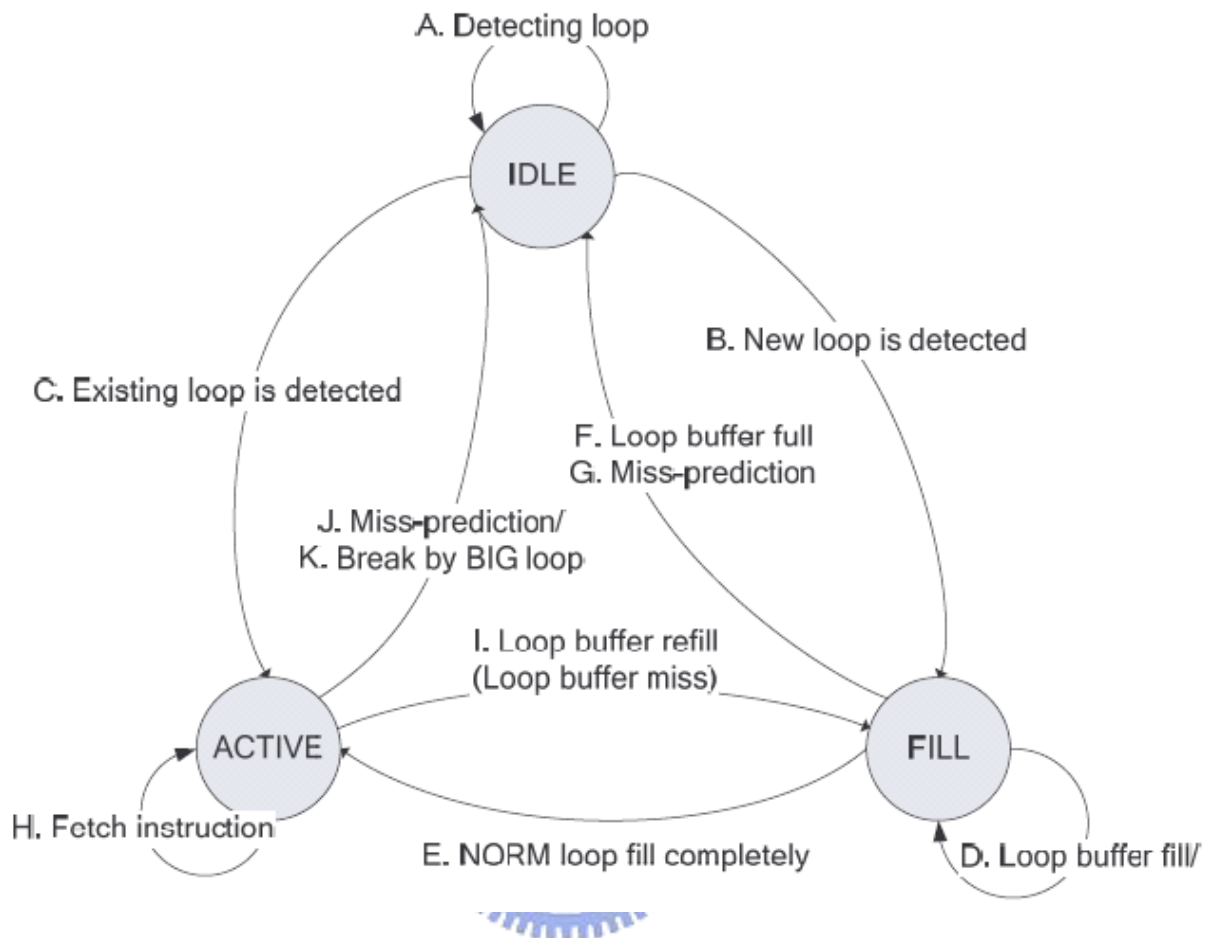 A. Detecting loop
IDLE
B. New loop is detected
C. Existing loop is detected
F. Loop buffer full
G. Miss-prediction
J. Miss-prediction/
K. Break by BIG loop
I. Loop buffer refill
(Loop buffer miss)
ACTIVE
FILL
H. Fetch instruction
E. NORM loop fill completely
D. Loop buffer fill/